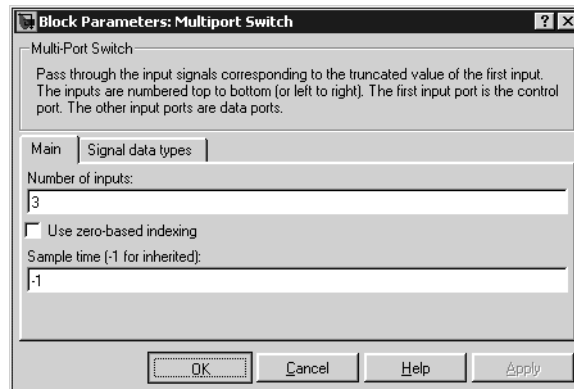 Block Parameters: Multiport Switch
Multi-Port Switch
Pass through the input signals corresponding to the truncated value of the first input.
The inputs are numbered top to bottom (or left to right). The first input port is the control
port. The other input ports are data ports.
Main Signal data types
Number of inputs:
3
Use zero-based indexing
Sample time (-1 for inherited):
-1
OK Cancel Help Apply